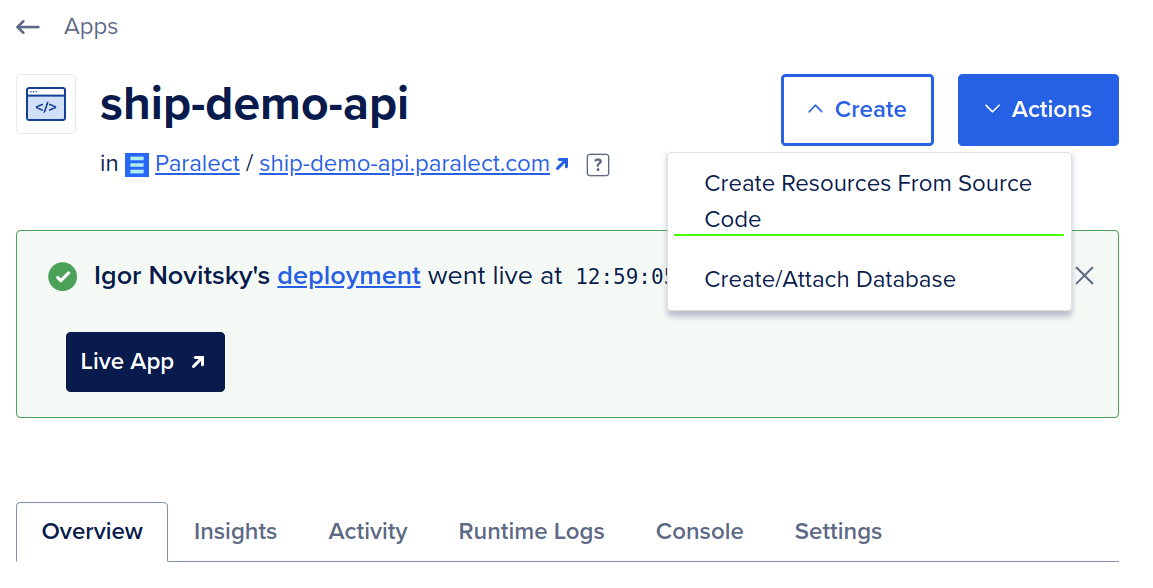 Apps
ship-demo-api
Create
Actions
in Paralect / ship-demo-api.paralect.com ?
Create Resources From Source
Code
Create/Attach Database
Igor Novitsky's deployment went live at 12:59:0
Live App
Overview Insights Activity Runtime Logs Console Settings